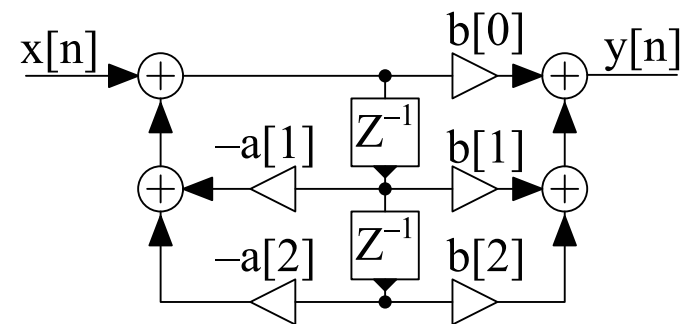 b[0]
x[n] y[n]
Z⁻¹
–a[1] b[1]
Z⁻¹
–a[2] b[2]